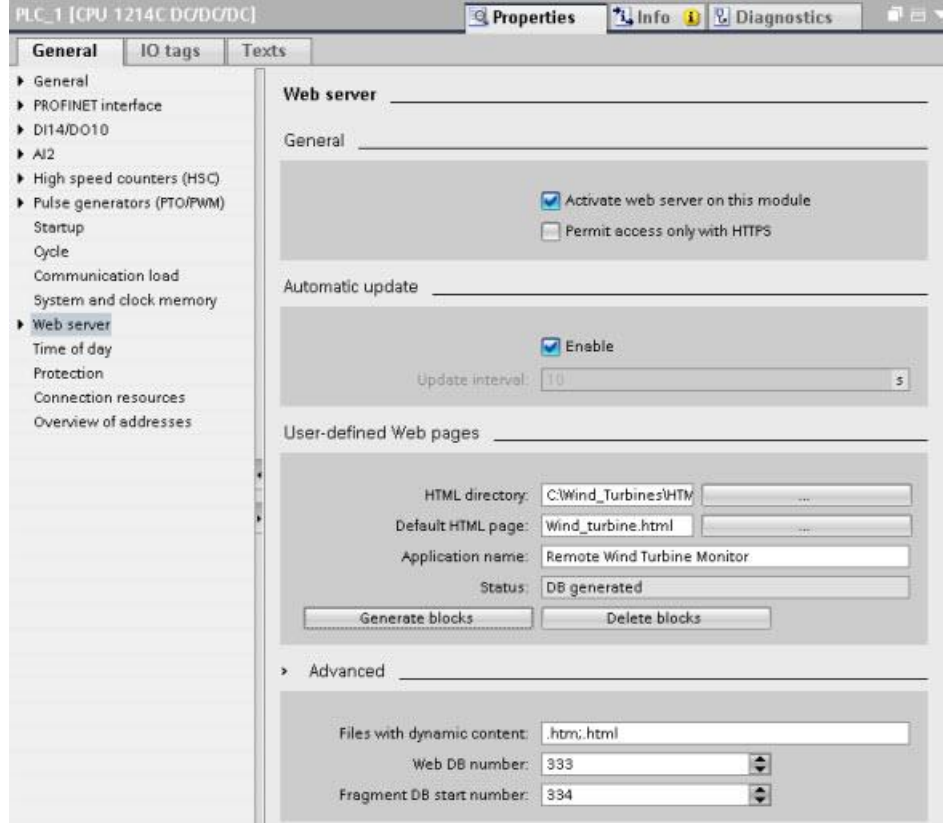 PLC_1 [CPU 1214C DC/DC/DC]
Properties
Info
Diagnostics
General
IO tags
Texts
General
PROFINET interface
DI14/DO10
AI2
High speed counters (HSC)
Pulse generators (PTO/PWM)
Startup
Cycle
Communication load
System and clock memory
Web server
Time of day
Protection
Connection resources
Overview of addresses
Web server
General
Activate web server on this module
Permit access only with HTTPS
Automatic update
Enable
Update interval: 10 s
User-defined Web pages
HTML directory: C:\Wind_Turbines\HTM ...
Default HTML page: Wind_turbine.html ...
Application name: Remote Wind Turbine Monitor
Status: DB generated
Generate blocks Delete blocks
Advanced
Files with dynamic content: .htm;.html
Web DB number: 333
Fragment DB start number: 334